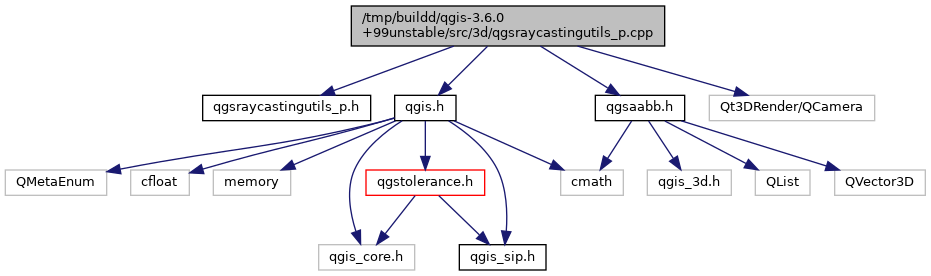 /tmp/buildd/qgis-3.6.0
+99unstable/src/3d/qgsraycastingutils_p.cpp
qgsraycastingutils_p.h
qgis.h
qgsaabb.h
Qt3DRender/QCamera
QMetaEnum
cfloat
memory
qgstolerance.h
cmath
qgis_3d.h
QList
QVector3D
qgis_core.h
qgis_sip.h